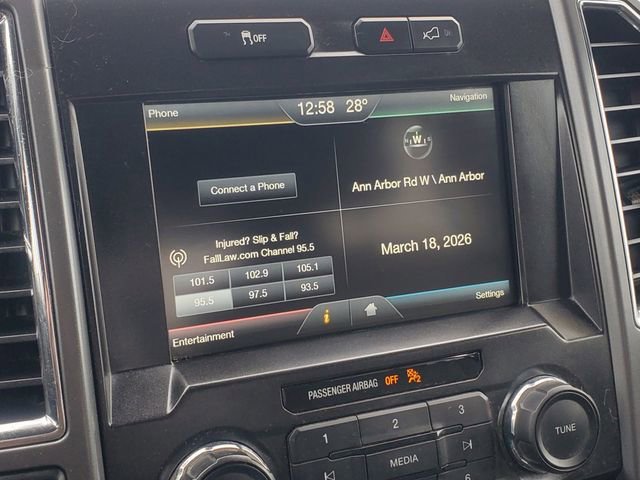 OFF
Phone
12:58 28°
Navigation
N W S
Connect a Phone
Ann Arbor Rd W \ Ann Arbor
Injured? Slip & Fall?
FallLaw.com Channel 95.5
101.5 102.9 105.1
95.5 97.5 93.5
March 18, 2026
i
Entertainment
Settings
PASSENGER AIRBAG OFF 2
1 2 3
MEDIA
6
TUNE